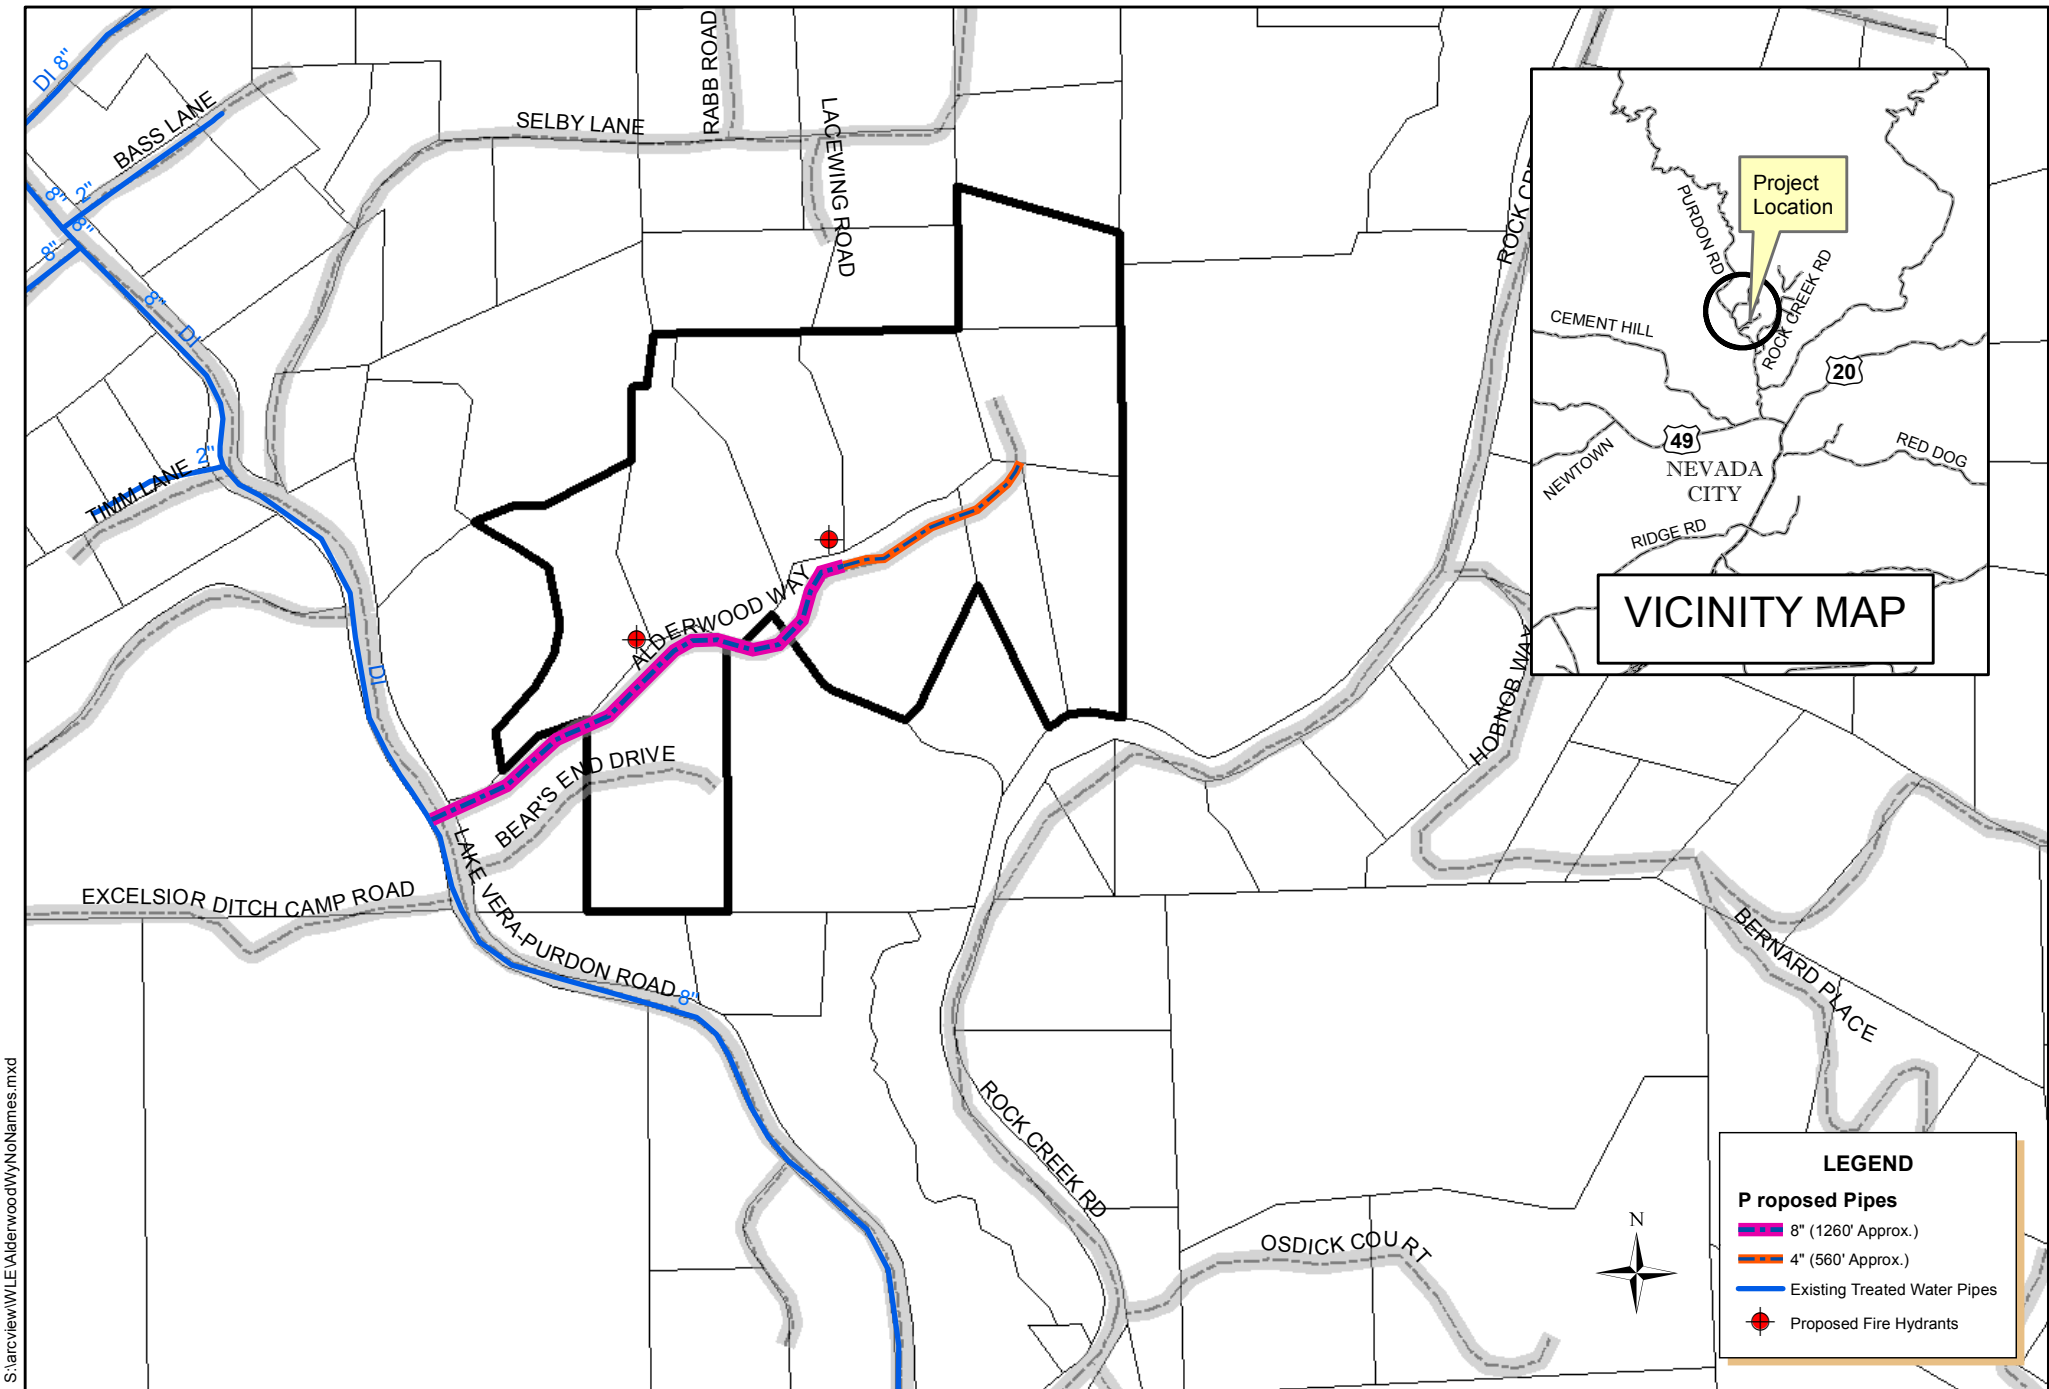 DI 8"
BASS LANE
8"
2"
8"
8"
8"
DI
SELBY LANE
RABB ROAD
LACEWING ROAD
ROCK CRE
TIMM LANE
2"
DI
ALDERWOOD WAY
BEAR'S END DRIVE
EXCELSIOR DITCH CAMP ROAD
LAKE VERA-PURDON ROAD
8"
HOBNOB WAY
BERNARD PLACE
ROCK CREEK RD
OSDICK COURT
Project
Location
PURDON RD
ROCK CREEK RD
CEMENT HILL
20
49
NEWTOWN
NEVADA
CITY
RED DOG
RIDGE RD
VICINITY MAP
N
LEGEND
P roposed Pipes
8" (1260' Approx.)
4" (560' Approx.)
Existing Treated Water Pipes
Proposed Fire Hydrants
S:\arcview\WLE\AlderwoodWyNoNames.mxd